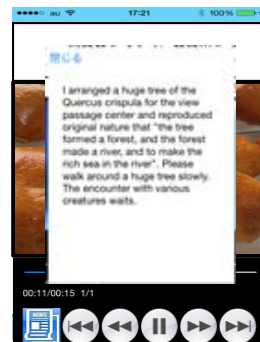 au 17:21 100%
閉じる
I arranged a huge tree of the
Quercus crispula for the view
passage center and reproduced
original nature that "the tree
formed a forest, and the forest
made a river, and to make the
rich sea in the river". Please
walk around a huge tree slowly.
The encounter with various
creatures waits.
00:11/00:15 1/1
NEWS